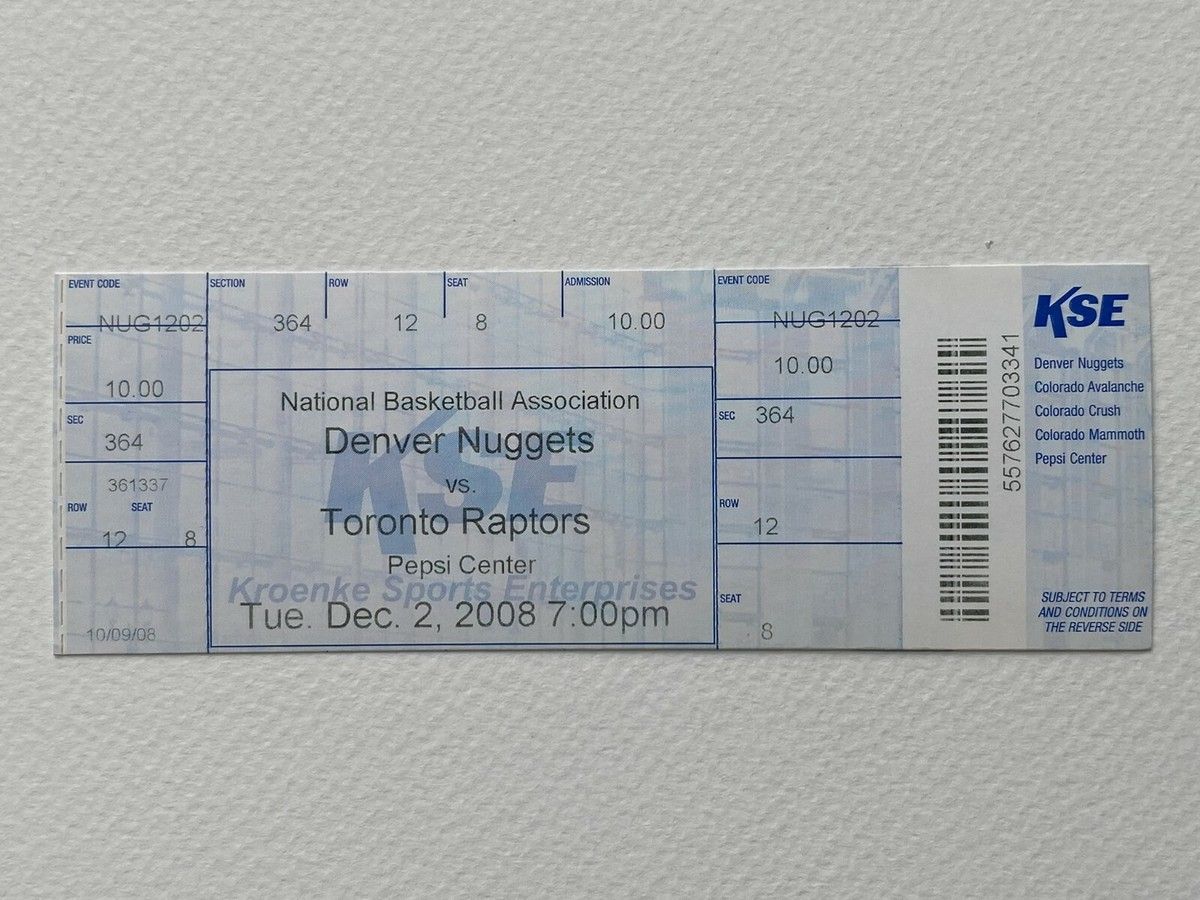 EVENT CODE
NUG1202
PRICE
10.00
SEC
364
361337
ROW SEAT
12 8
10/09/08
SECTION ROW SEAT ADMISSION
364 12 8 10.00
National Basketball Association
Denver Nuggets
vs.
Toronto Raptors
Pepsi Center
KSE
Kroenke Sports Enterprises
Tue. Dec. 2, 2008 7:00pm
EVENT CODE
NUG1202
10.00
SEC 364
ROW
12
SEAT
8
557627703341
KSE
Denver Nuggets
Colorado Avalanche
Colorado Crush
Colorado Mammoth
Pepsi Center
SUBJECT TO TERMS
AND CONDITIONS ON
THE REVERSE SIDE